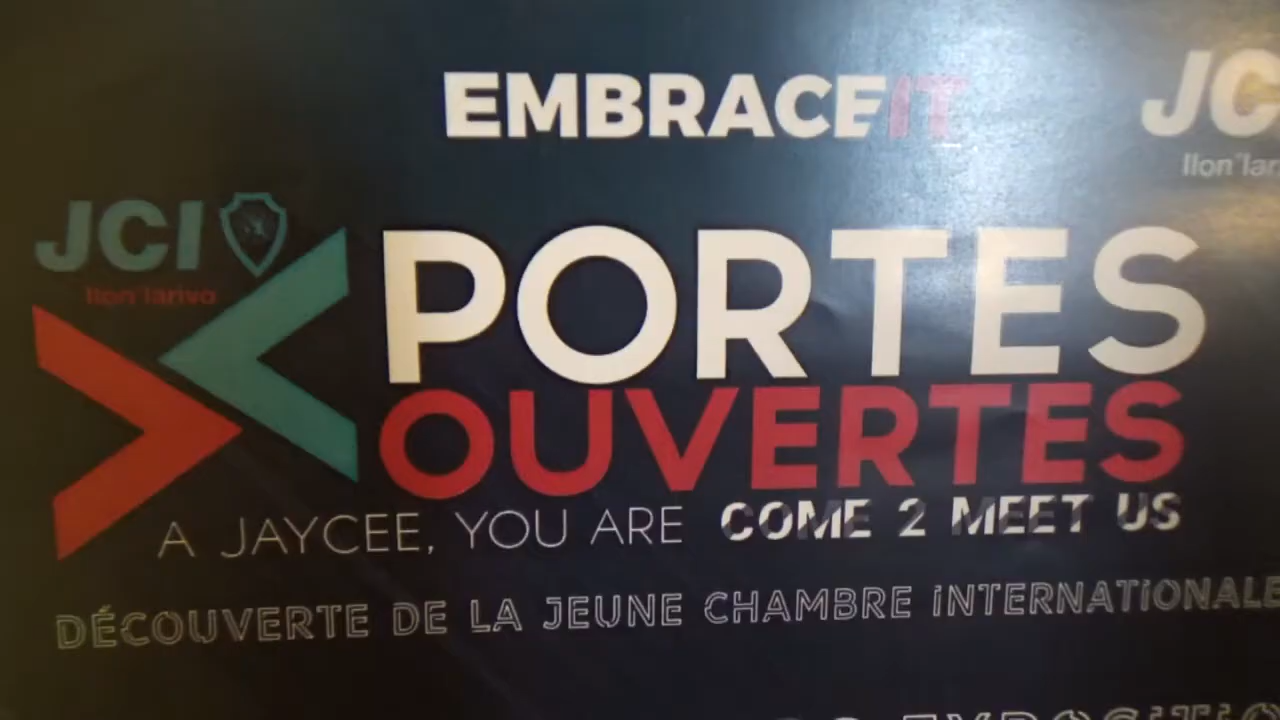 EMBRACEIT
JC
Ilon'lari
JCI
Ilon'larivo
PORTES
OUVERTES
A JAYCEE, YOU ARE COME 2 MEET US
DÉCOUVERTE DE LA JEUNE CHAMBRE INTERNATIONALE